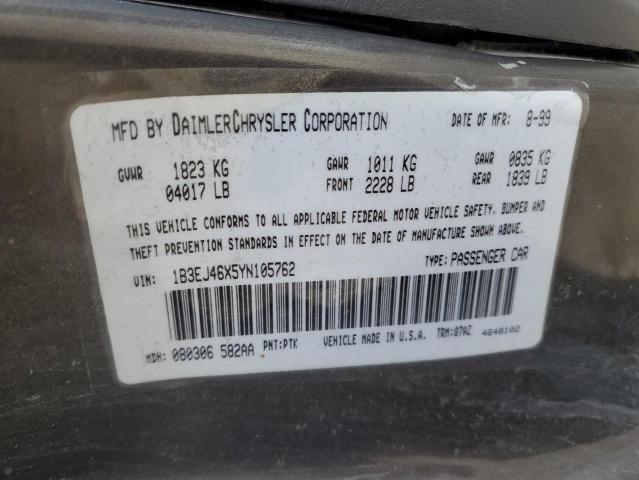 MFD BY DAIMLERCHRYSLER CORPORATION DATE OF MFR: 8-99
GVWR 1823 KG GAWR 1011 KG GAWR 0835 KG
04017 LB FRONT 2228 LB REAR 1839 LB
THIS VEHICLE CONFORMS TO ALL APPLICABLE FEDERAL MOTOR VEHICLE SAFETY, BUMPER AND
THEFT PREVENTION STANDARDS IN EFFECT ON THE DATE OF MANUFACTURE SHOWN ABOVE.
VIN: 1B3EJ46X5YN105762 TYPE: PASSENGER CAR
MDH: 080306 582AA PNT:PTK VEHICLE MADE IN U.S.A. TRM:Q7AZ 4648102